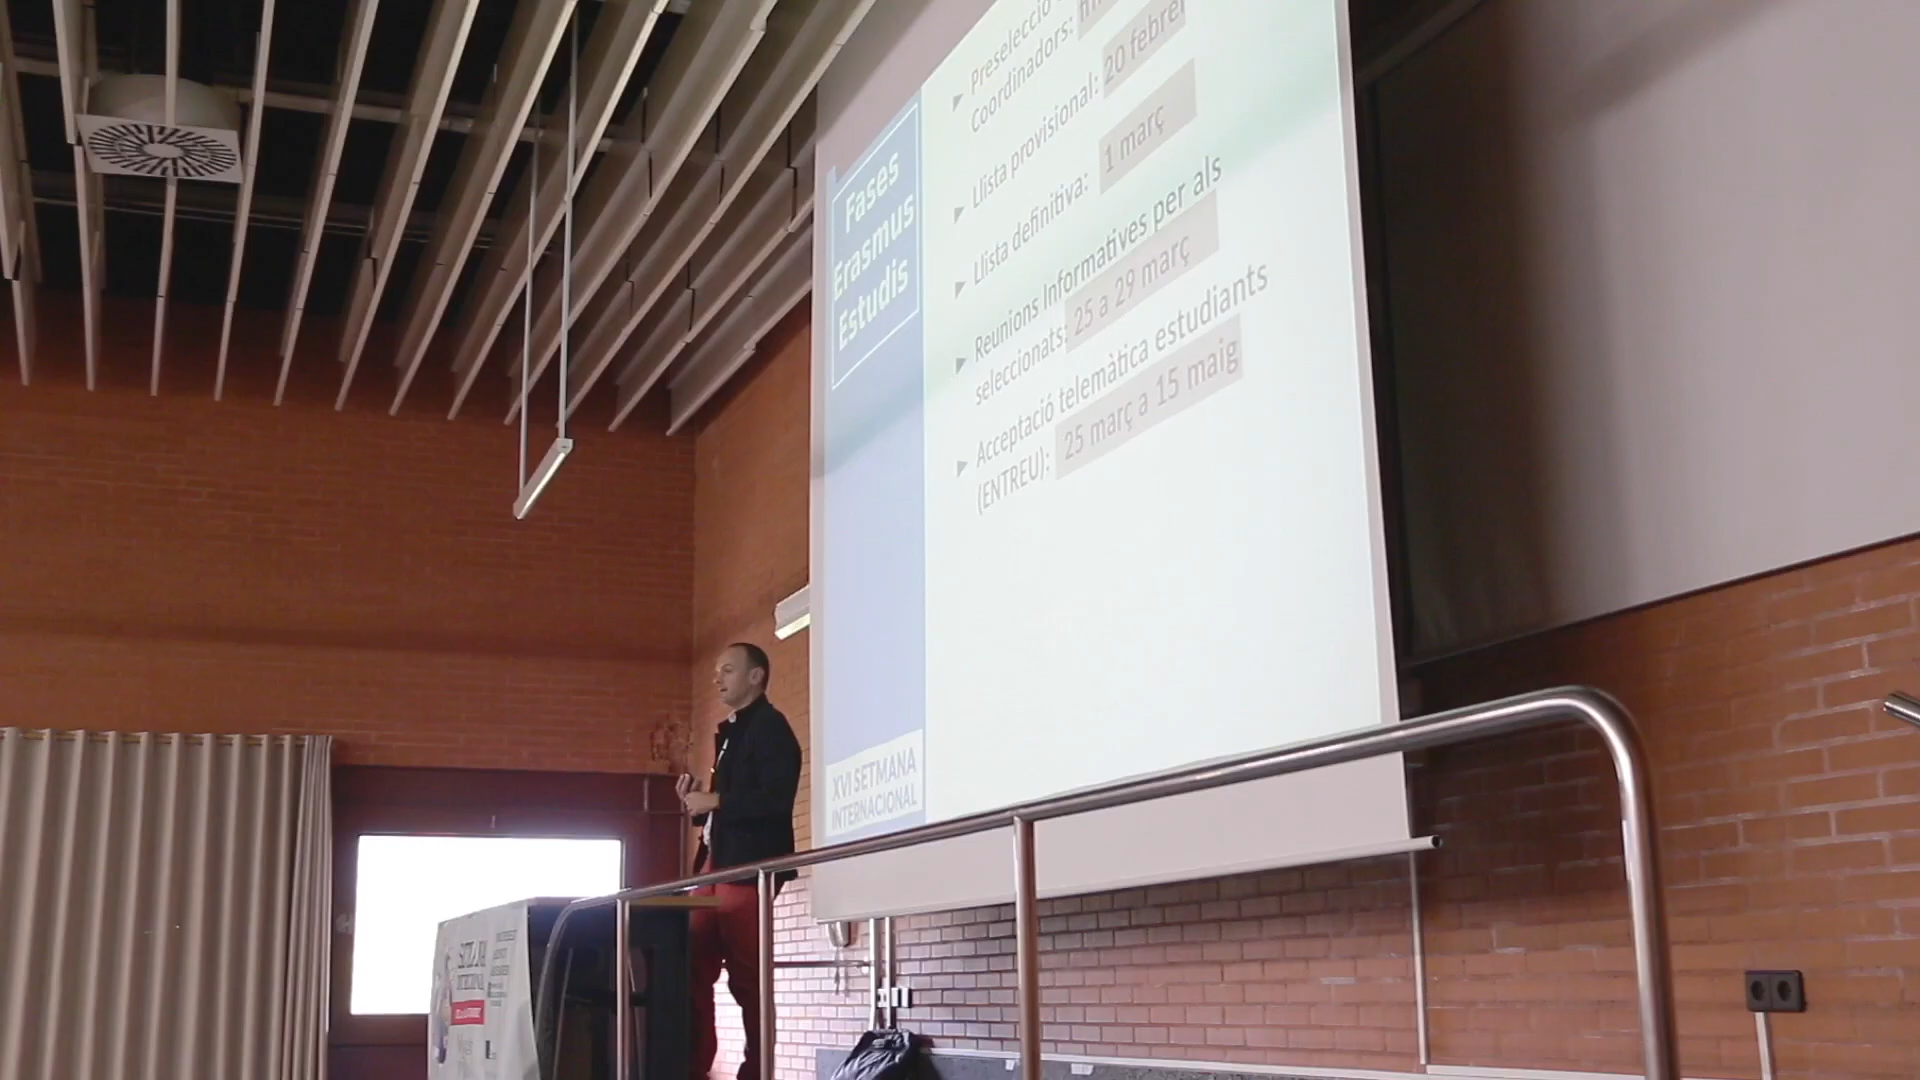 Fases
Erasmus
Estudis
XVI SETMANA
INTERNACIONAL
Preselecció
Coordinadors:
Llista provisional: 20 febrer
Llista definitiva: 1 març
Reunions Informatives per als
seleccionats: 25 a 29 març
Acceptació telemàtica estudiants
(ENTREU): 25 març a 15 maig